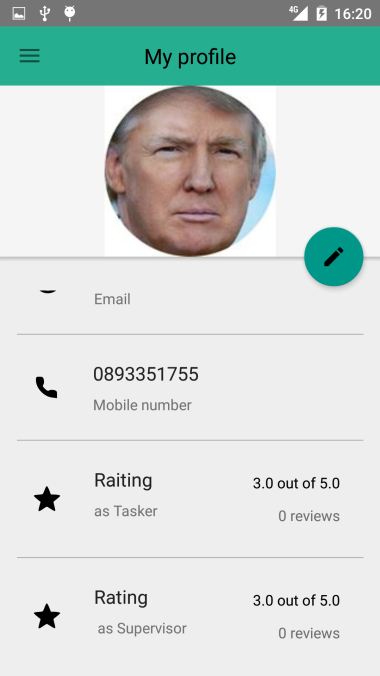 4G 16:20
My profile
Email
0893351755
Mobile number
Raiting 3.0 out of 5.0
as Tasker 0 reviews
Rating 3.0 out of 5.0
as Supervisor 0 reviews